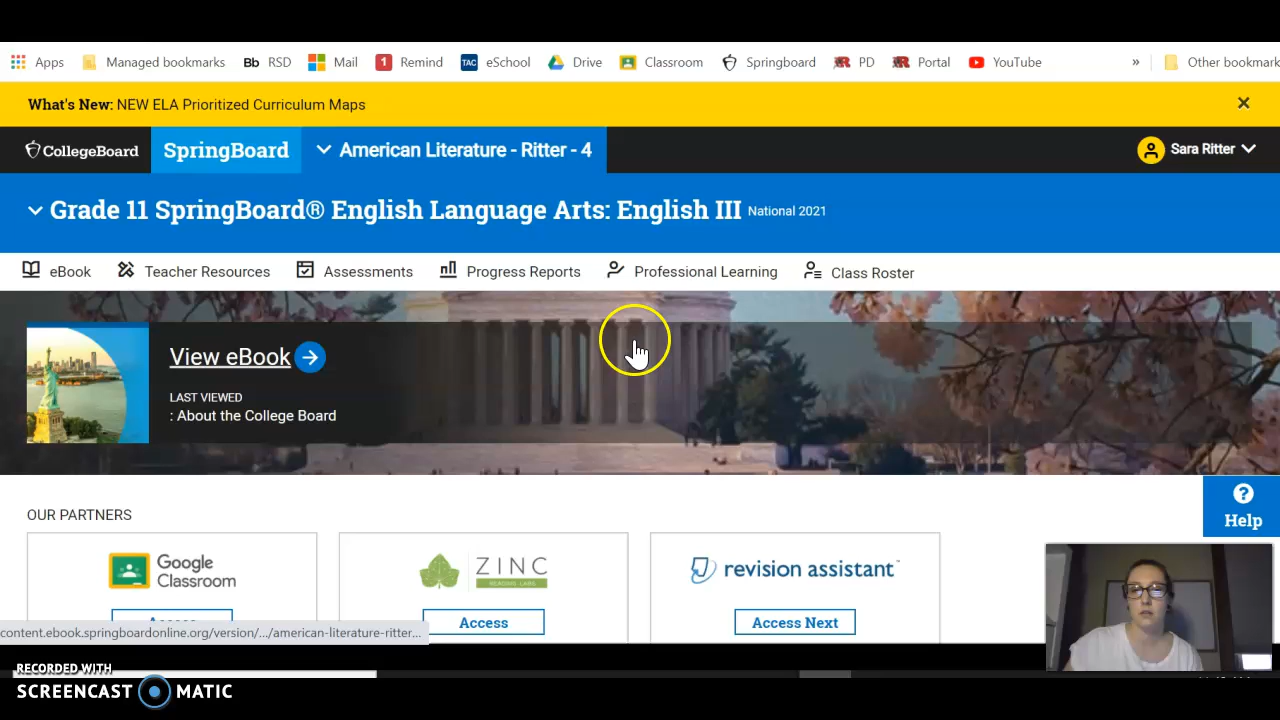 Apps Managed bookmarks Bb RSD Mail 1 Remind TAC eSchool Drive Classroom Springboard PD Portal YouTube » Other bookmark
What's New: NEW ELA Prioritized Curriculum Maps ×
CollegeBoard SpringBoard American Literature - Ritter - 4 Sara Ritter
Grade 11 SpringBoard® English Language Arts: English III National 2021
eBook Teacher Resources Assessments Progress Reports Professional Learning Class Roster
View eBook
LAST VIEWED
: About the College Board
? Help
OUR PARTNERS
Google Classroom ZINC READING LABS revision assistant™
Access Access Next
content.ebook.springboardonline.org/version/.../american-literature-ritter...
RECORDED WITH
SCREENCAST MATIC